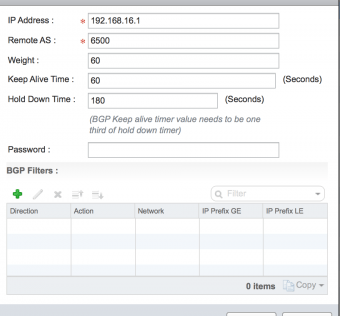 IP Address : * 192.168.16.1
Remote AS : * 6500
Weight : 60
Keep Alive Time : 60 (Seconds)
Hold Down Time : 180 (Seconds)
(BGP Keep alive timer value needs to be one
third of hold down timer)
Password :
BGP Filters :
Filter
Direction Action Network IP Prefix GE IP Prefix LE
0 items Copy